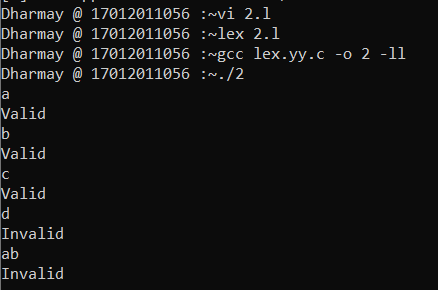 Dharmay @ 17012011056 :~vi 2.l
Dharmay @ 17012011056 :~lex 2.l
Dharmay @ 17012011056 :~gcc lex.yy.c -o 2 -ll
Dharmay @ 17012011056 :~./2
a
Valid
b
Valid
c
Valid
d
Invalid
ab
Invalid